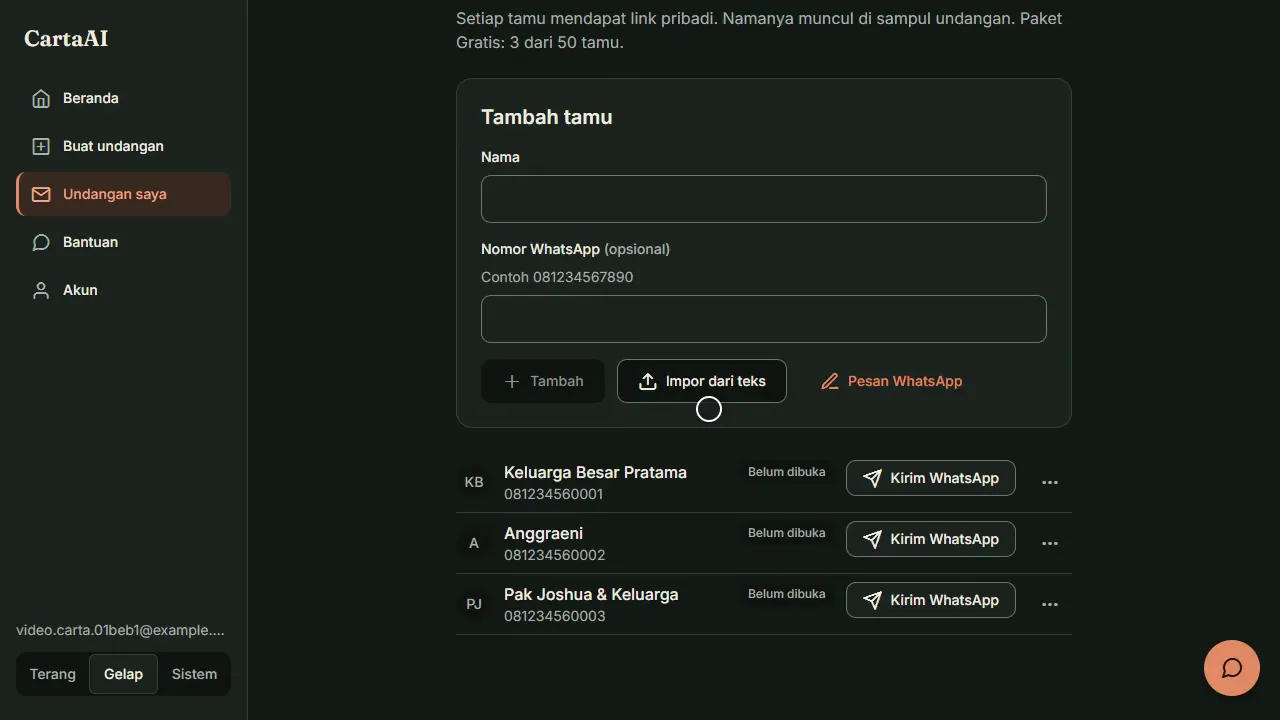 CartaAI
Beranda
Buat undangan
Undangan saya
Bantuan
Akun
video.carta.01beb1@example....
Terang
Gelap
Sistem
Setiap tamu mendapat link pribadi. Namanya muncul di sampul undangan. Paket
Gratis: 3 dari 50 tamu.
Tambah tamu
Nama
Nomor WhatsApp (opsional)
Contoh 081234567890
Tambah
Impor dari teks
Pesan WhatsApp
KB
Keluarga Besar Pratama
081234560001
Belum dibuka
Kirim WhatsApp
A
Anggraeni
081234560002
Belum dibuka
Kirim WhatsApp
PJ
Pak Joshua & Keluarga
081234560003
Belum dibuka
Kirim WhatsApp